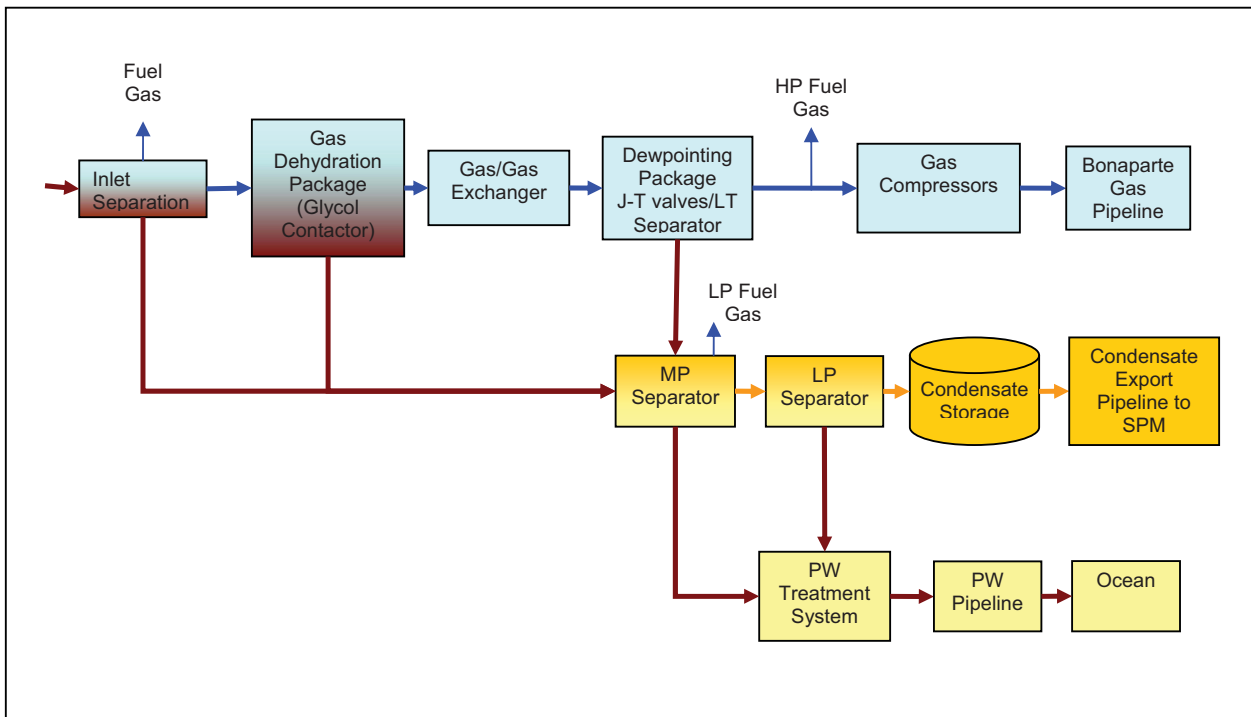 Fuel
Gas
HP Fuel
Gas
Inlet
Separation
Gas
Dehydration
Package
(Glycol
Contactor)
Gas/Gas
Exchanger
Dewpointing
Package
J-T valves/LT
Separator
Gas
Compressors
Bonaparte
Gas
Pipeline
LP Fuel
Gas
MP
Separator
LP
Separator
Condensate
Storage
Condensate
Export
Pipeline to
SPM
PW
Treatment
System
PW
Pipeline
Ocean